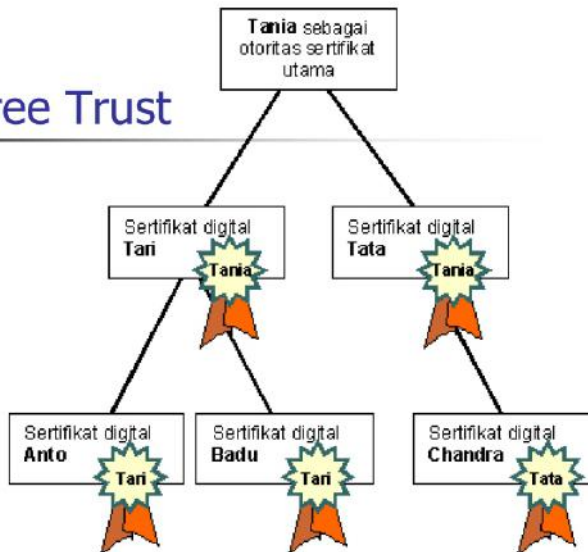 Tania sebagai
otoritas sertifikat
utama
ree Trust
Sertifikat digital
Tari
Tania
Sertifikat digital
Tata
Tania
Sertifikat digital
Anto
Tari
Sertifikat digital
Badu
Tari
Sertifikat digital
Chandra
Tata